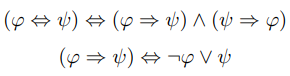 (φ ⇔ ψ) ⇔ (φ ⇒ ψ) ∧ (ψ ⇒ φ)
(φ ⇒ ψ) ⇔ ¬φ ∨ ψ